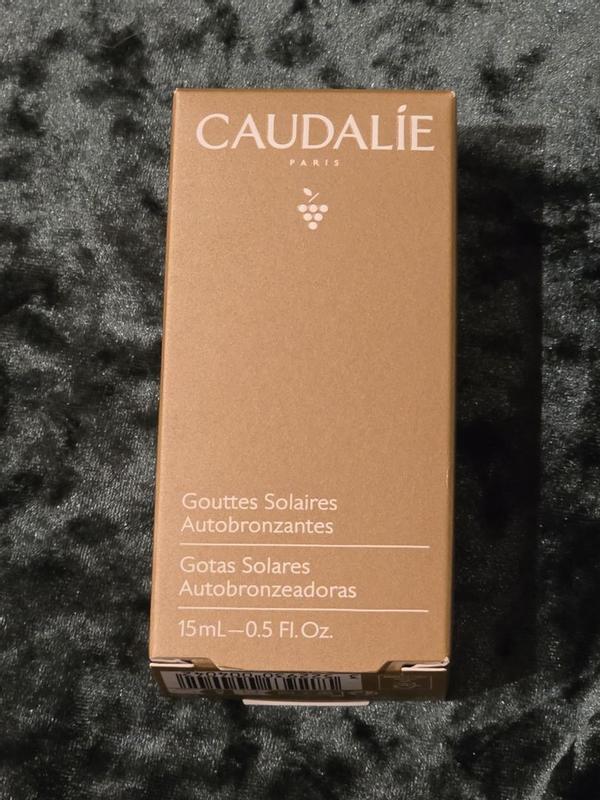 CAUDALÍE
PARIS
Gouttes Solaires
Autobronzantes
Gotas Solares
Autobronzeadoras
15mL—0.5 Fl. Oz.